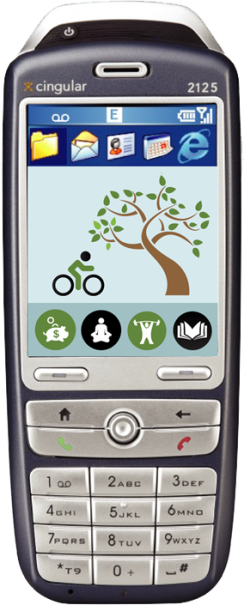 cingular 2125
E
$
1
2ABC
3DEF
4GHI
5JKL
6MNO
7PQRS
8TUV
9WXYZ
*T9
0 +
#